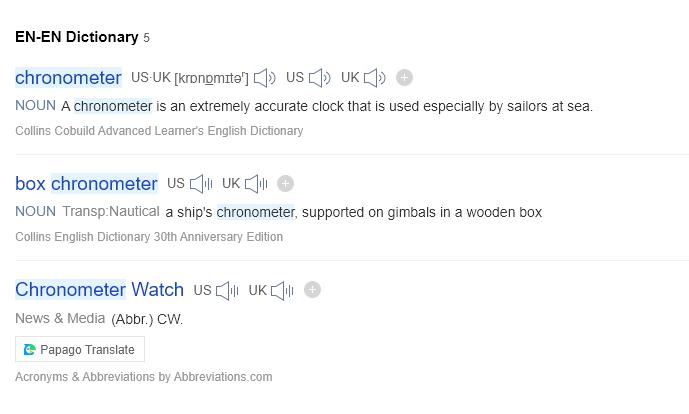 EN-EN Dictionary 5
chronometer US·UK [krɒnɒmɪtəʳ] US UK
NOUN A chronometer is an extremely accurate clock that is used especially by sailors at sea.
Collins Cobuild Advanced Learner's English Dictionary
box chronometer US UK
NOUN Transp:Nautical a ship's chronometer, supported on gimbals in a wooden box
Collins English Dictionary 30th Anniversary Edition
Chronometer Watch US UK
News & Media (Abbr.) CW.
Papago Translate
Acronyms & Abbreviations by Abbreviations.com